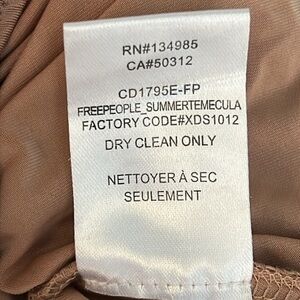 RN#134985
CA#50312
CD1795E-FP
FREEPEOPLE_SUMMERTEMECULA
FACTORY CODE#XDS1012
DRY CLEAN ONLY
NETTOYER À SEC
SEULEMENT